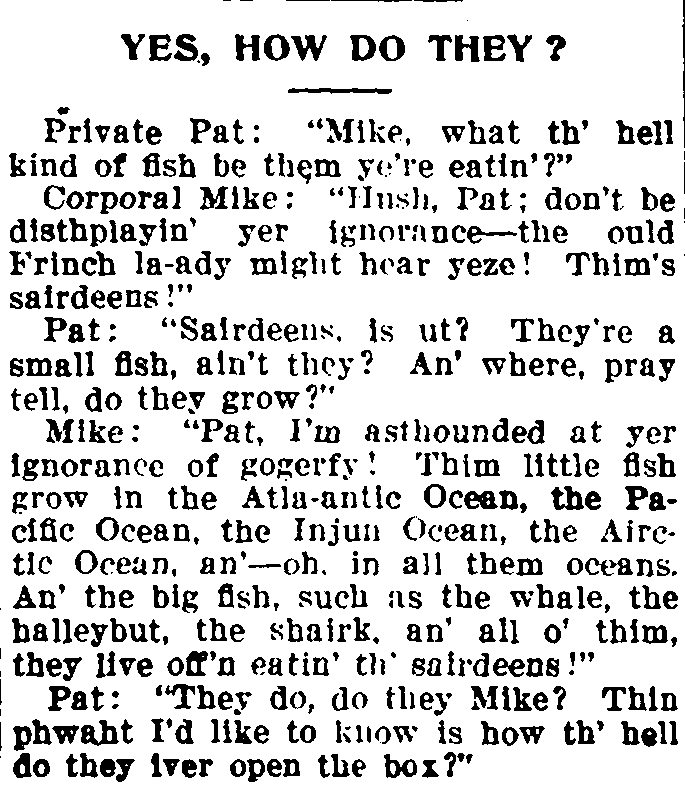 YES, HOW DO THEY?
Private Pat: "Mike, what th' hell
kind of fish be them ye're eatin'?"
Corporal Mike: "Hush, Pat; don't be
disthplayin' yer ignorance—the ould
Frinch la-ady might hear yeze! Thim's
sairdeens!"
Pat: "Sairdeens, is ut? They're a
small fish, ain't they? An' where, pray
tell, do they grow?"
Mike: "Pat, I'm asthounded at yer
ignorance of gogerfy! Thim little fish
grow in the Atla-antic Ocean, the Pa-
cific Ocean, the Injun Ocean, the Airc-
tic Ocean, an'—oh, in all them oceans.
An' the big fish, such as the whale, the
halleybut, the shairk, an' all o' thim,
they live off'n eatin' th' sairdeens!"
Pat: "They do, do they Mike? Thin
phwaht I'd like to know is how th' hell
do they iver open the box?"